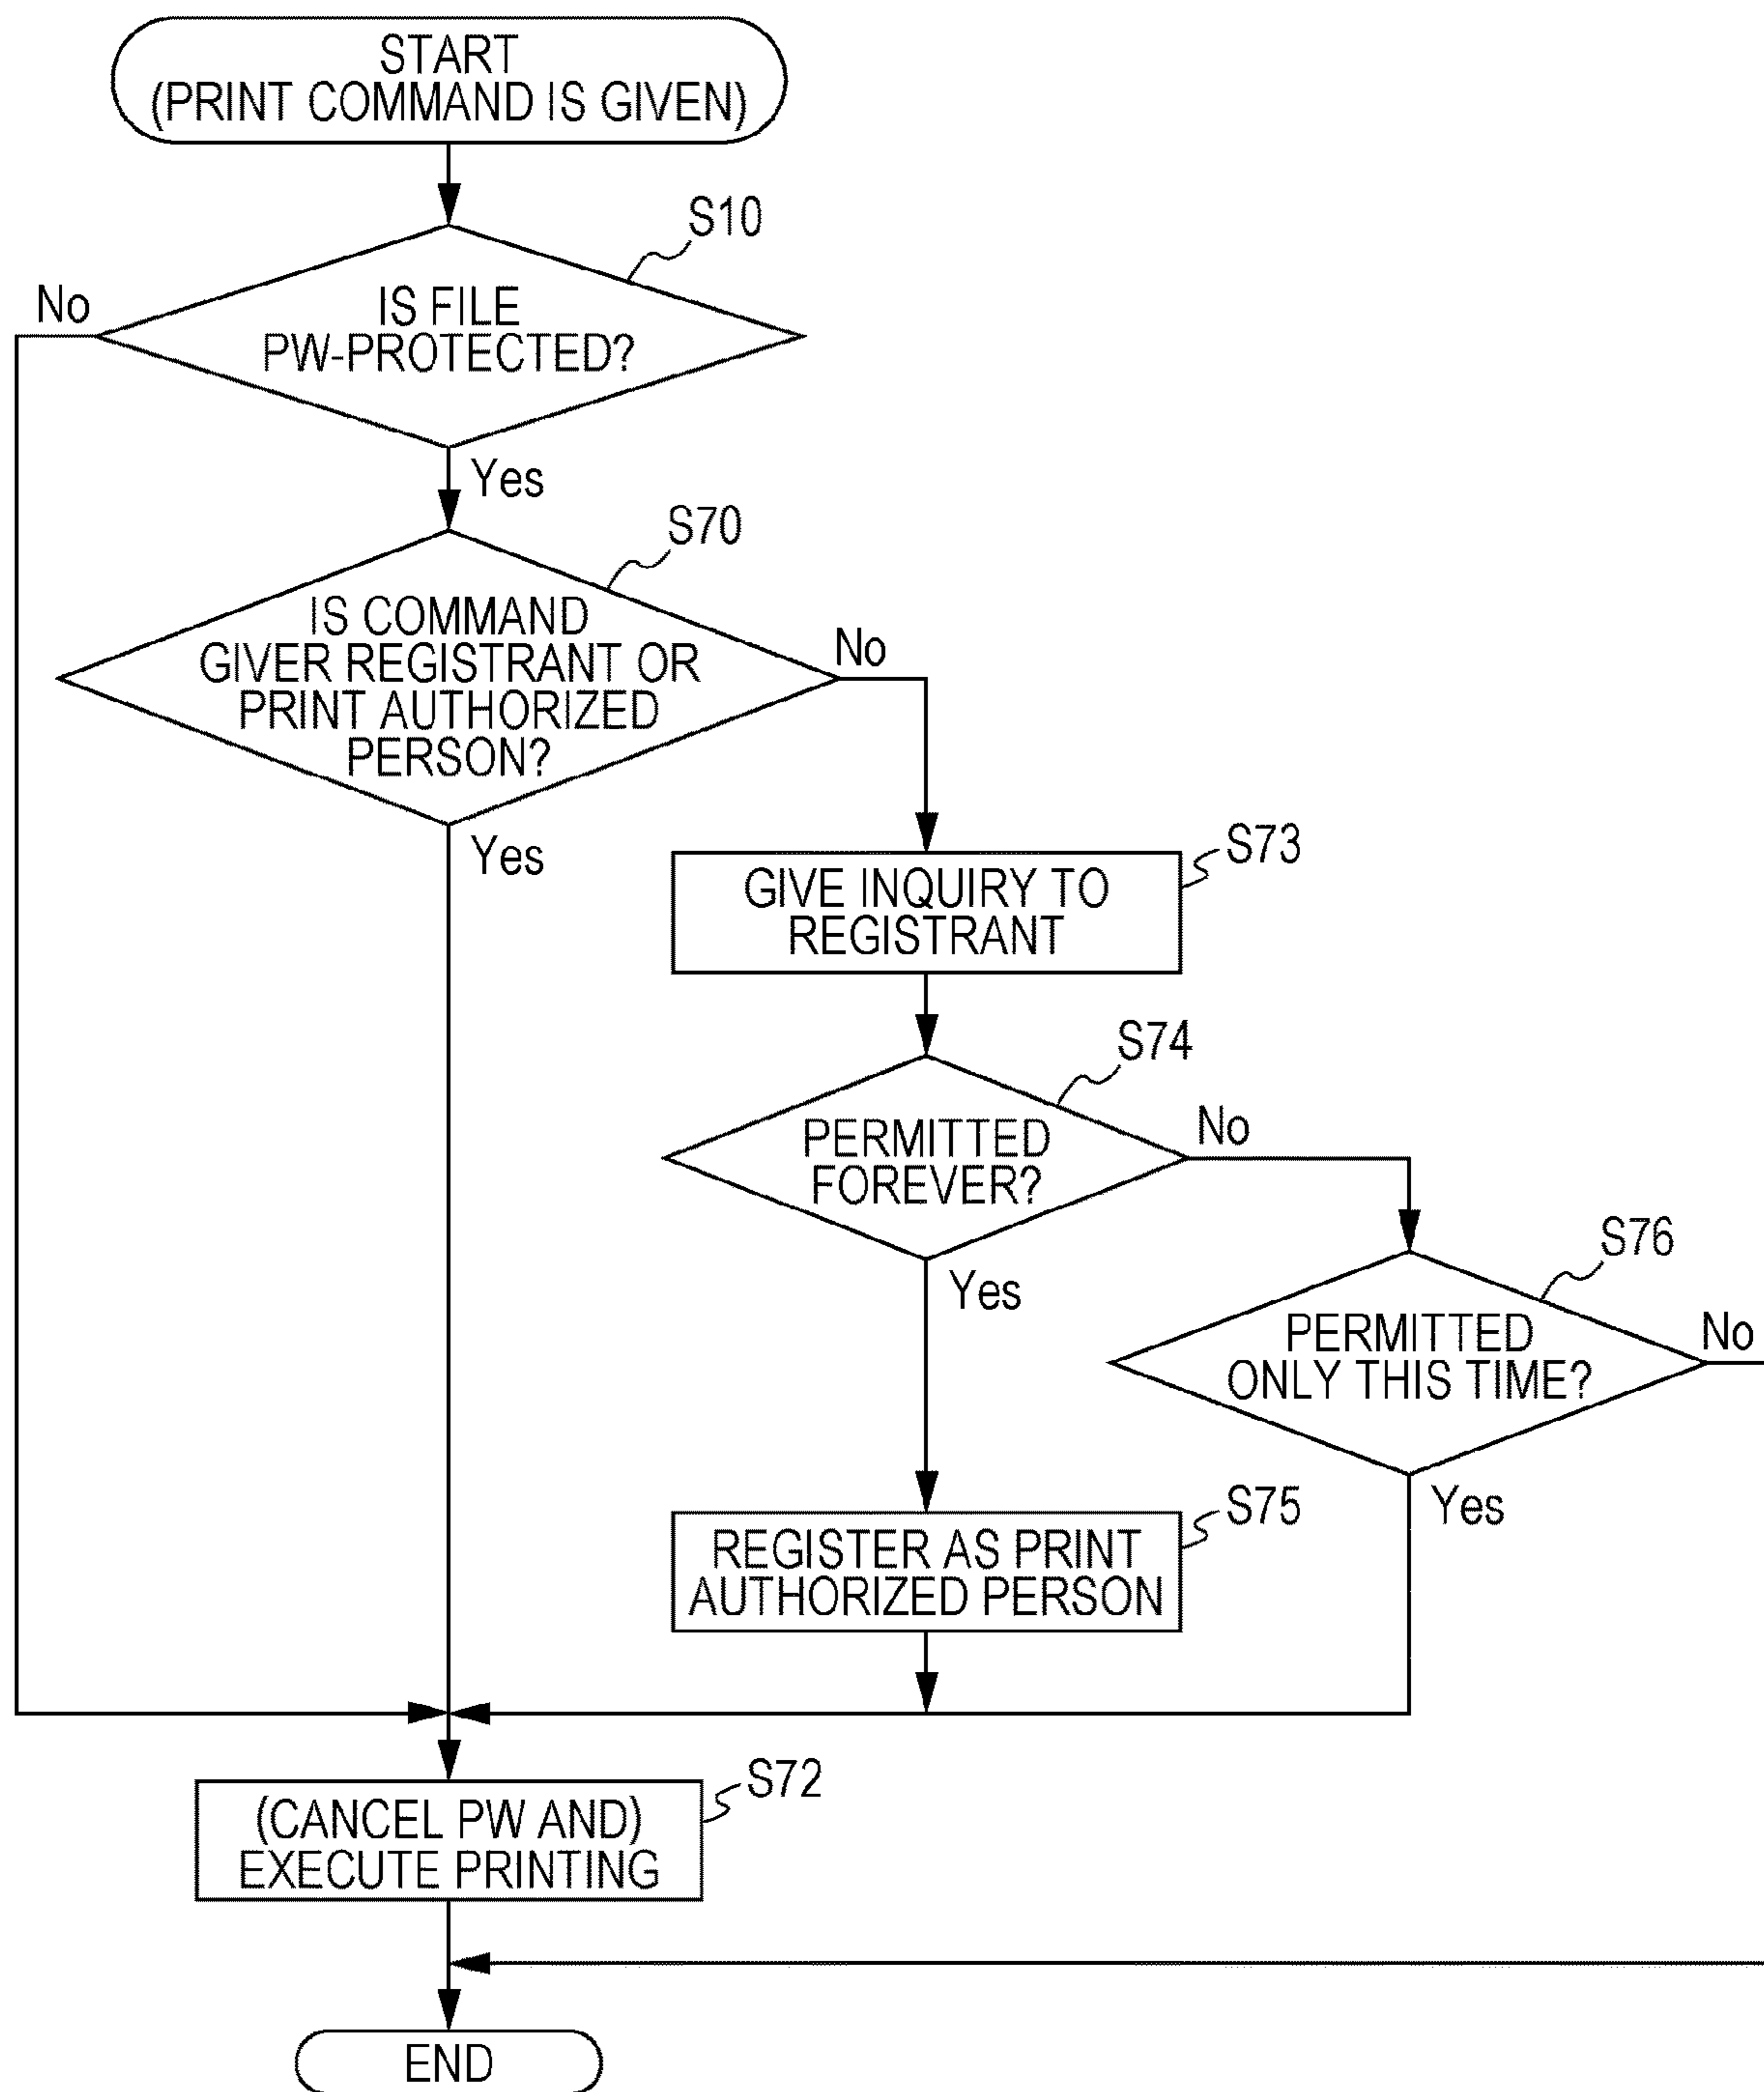 START
(PRINT COMMAND IS GIVEN)
S10
No
IS FILE
PW-PROTECTED?
Yes
S70
IS COMMAND
GIVER REGISTRANT OR
PRINT AUTHORIZED
PERSON?
No
Yes
S73
GIVE INQUIRY TO
REGISTRANT
S74
PERMITTED
FOREVER?
No
Yes
S76
PERMITTED
ONLY THIS TIME?
No
Yes
S75
REGISTER AS PRINT
AUTHORIZED PERSON
S72
(CANCEL PW AND)
EXECUTE PRINTING
END